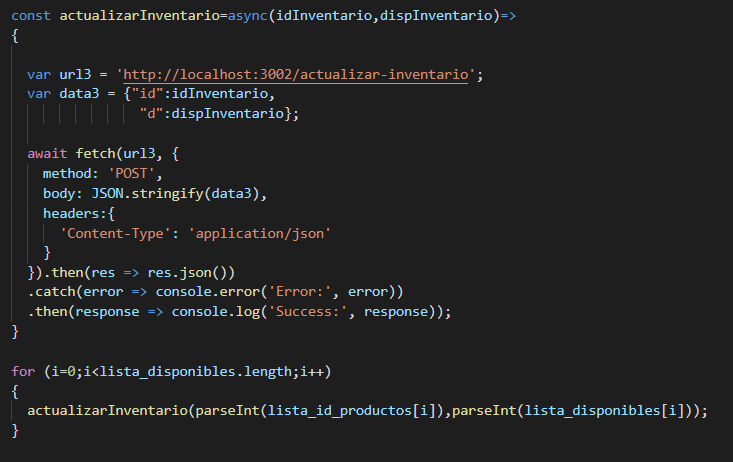 const actualizarInventario=async(idInventario,dispInventario)=>
{
var url3 = 'http://localhost:3002/actualizar-inventario';
var data3 = {"id":idInventario,
"d":dispInventario};
await fetch(url3, {
method: 'POST',
body: JSON.stringify(data3),
headers:{
'Content-Type': 'application/json'
}
}).then(res => res.json())
.catch(error => console.error('Error:', error))
.then(response => console.log('Success:', response));
}
for (i=0;i<lista_disponibles.length;i++)
{
actualizarInventario(parseInt(lista_id_productos[i]),parseInt(lista_disponibles[i]));
}